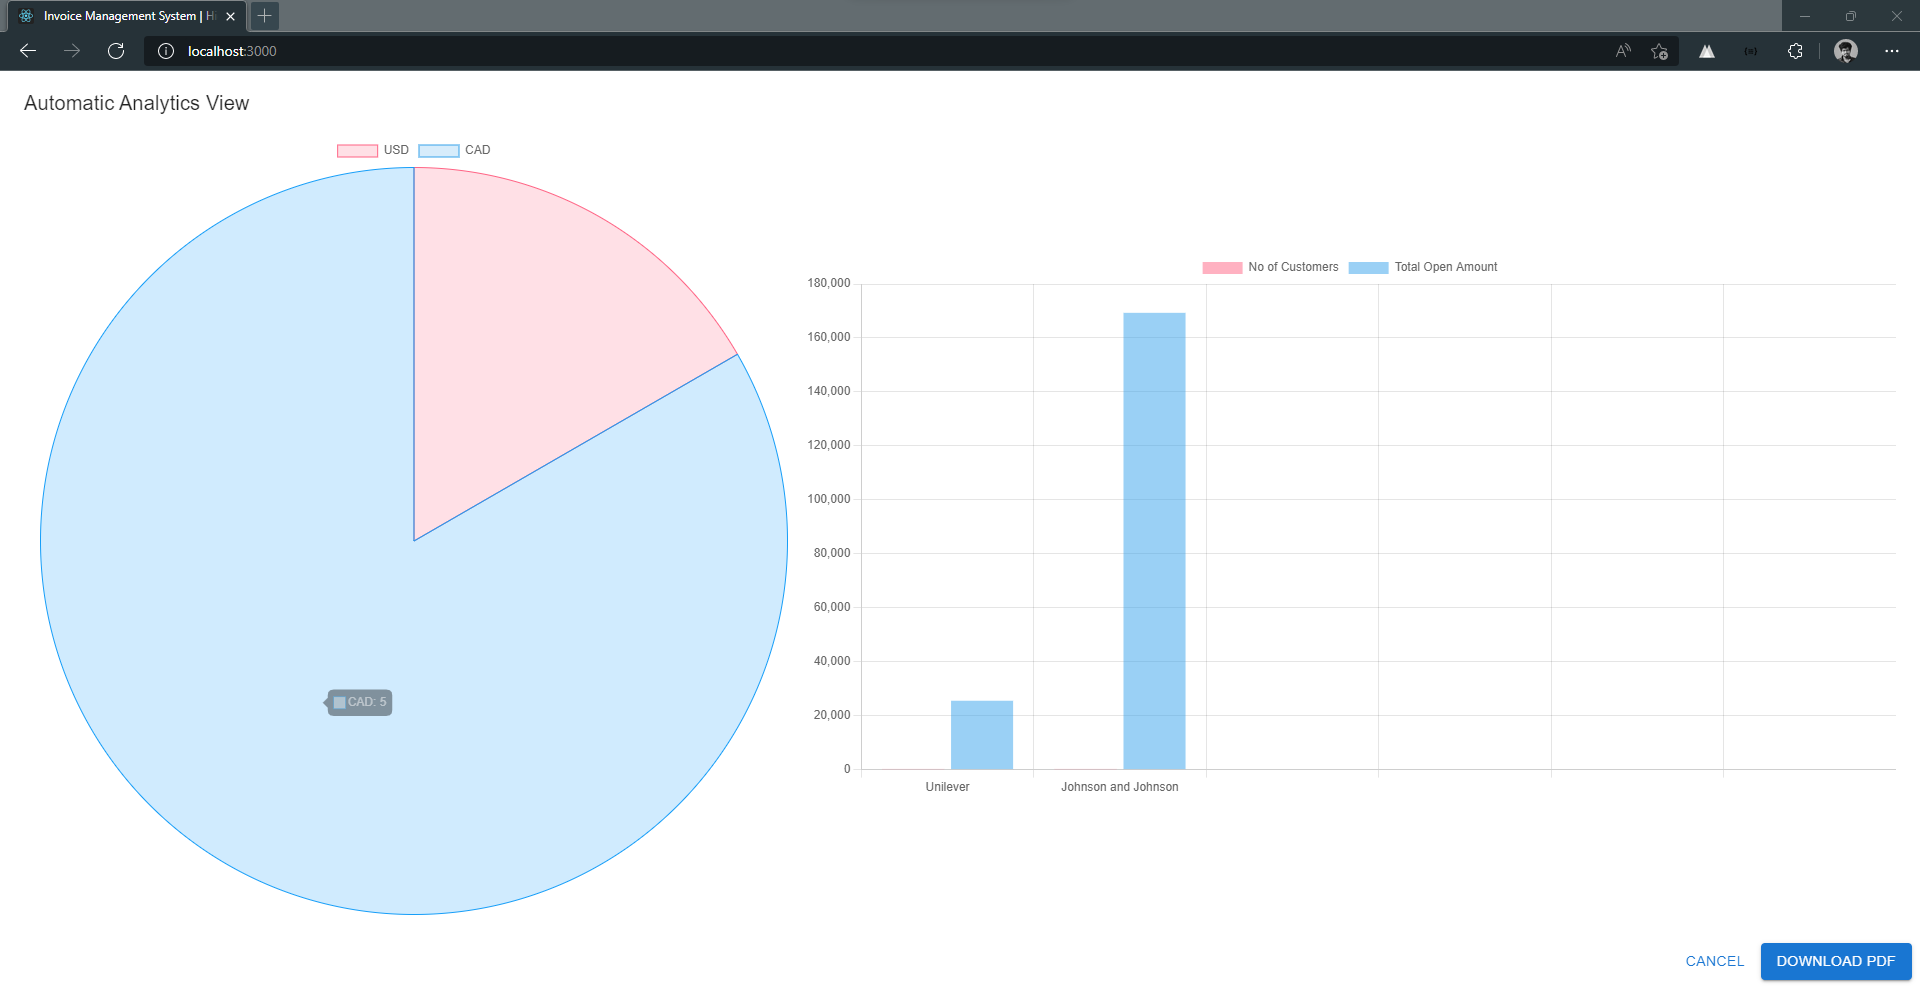 Invoice Management System | Hi
localhost:3000
Automatic Analytics View
USD CAD
CAD: 5
No of Customers Total Open Amount
180,000
160,000
140,000
120,000
100,000
80,000
60,000
40,000
20,000
0
Unilever Johnson and Johnson
CANCEL DOWNLOAD PDF